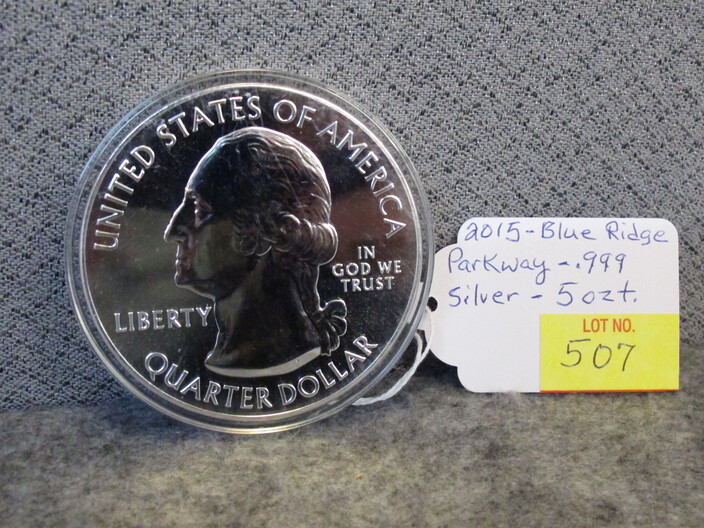 UNITED STATES OF AMERICA
IN
GOD WE
TRUST
LIBERTY
QUARTER DOLLAR
2015-Blue Ridge
Parkway -.999
Silver - 5 ozt.
LOT NO.
507